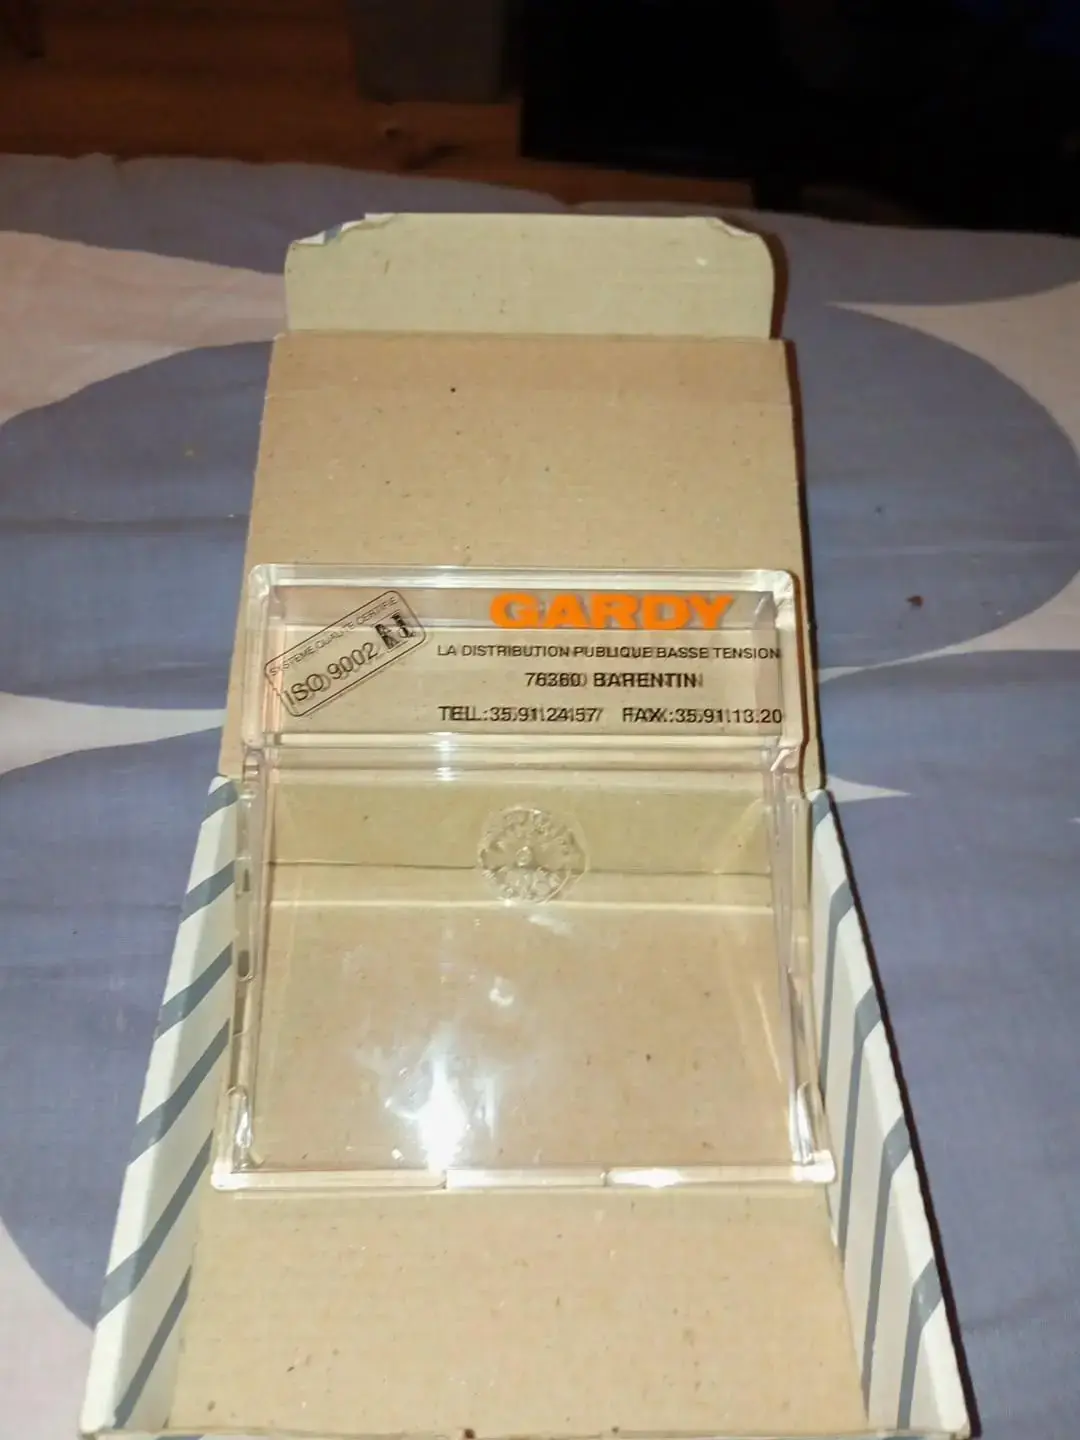 GARDY
SYSTEME QUALITE CERTIFIE
ISO 9002
LA DISTRIBUTION PUBLIQUE BASSE TENSION
76360 BARENTIN
TEL.:35.91.24.57 FAX.:35.91.13.20